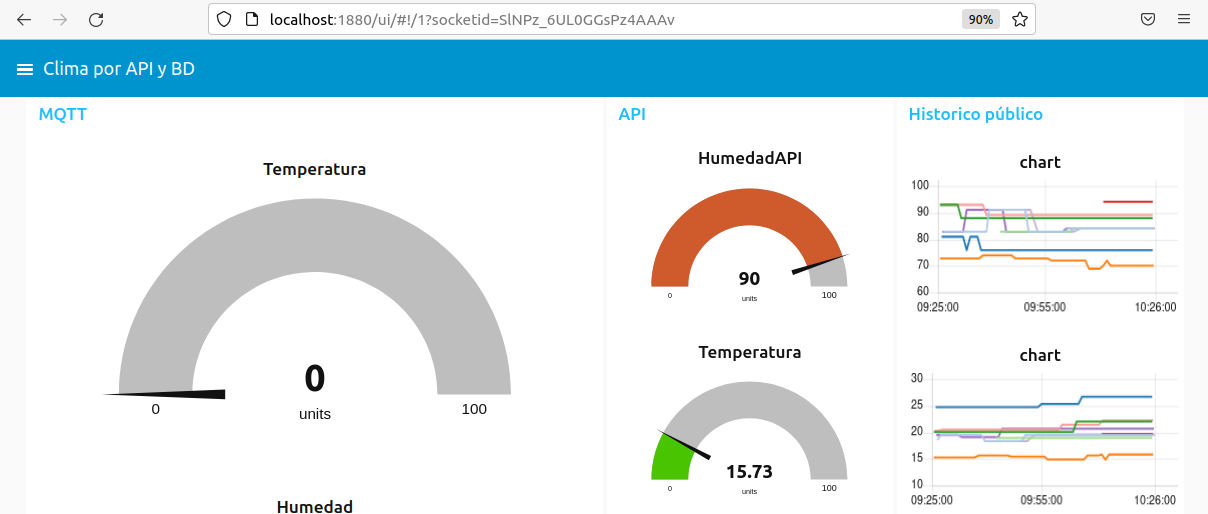 localhost:1880/ui/#!/1?socketid=SlNPz_6UL0GGsPz4AAAv
90%
Clima por API y BD
MQTT
Temperatura
0
units
0
100
Humedad
API
HumedadAPI
90
units
0
100
Temperatura
15.73
units
0
100
Historico público
chart
100
90
80
70
60
09:25:00
09:55:00
10:26:00
chart
30
25
20
15
10
09:25:00
09:55:00
10:26:00